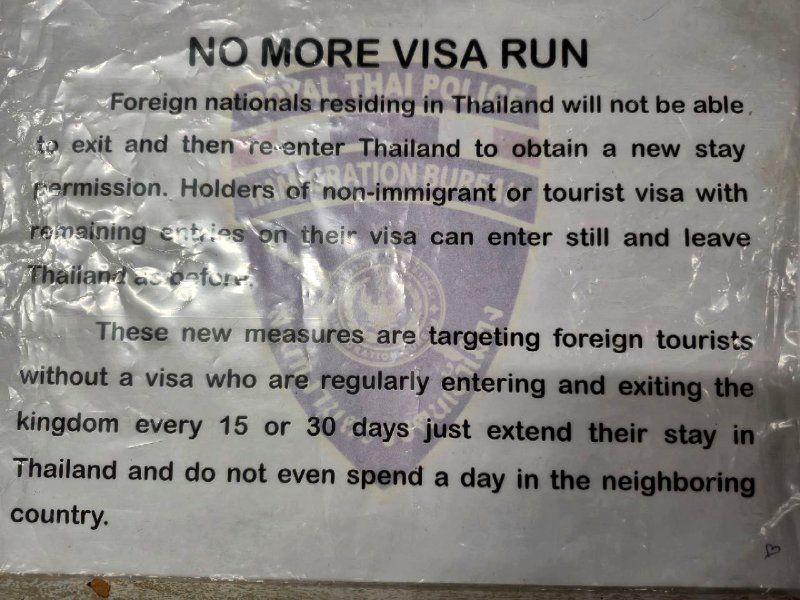 NO MORE VISA RUN
ROYAL THAI POLICE
Foreign nationals residing in Thailand will not be able
to exit and then re-enter Thailand to obtain a new stay
permission. Holders of non-immigrant or tourist visa with
IMMIGRATION BUREAU
remaining entries on their visa can enter still and leave
Thailand as before.
These new measures are targeting foreign tourists
without a visa who are regularly entering and exiting the
kingdom every 15 or 30 days just extend their stay in
Thailand and do not even spend a day in the neighboring
country.